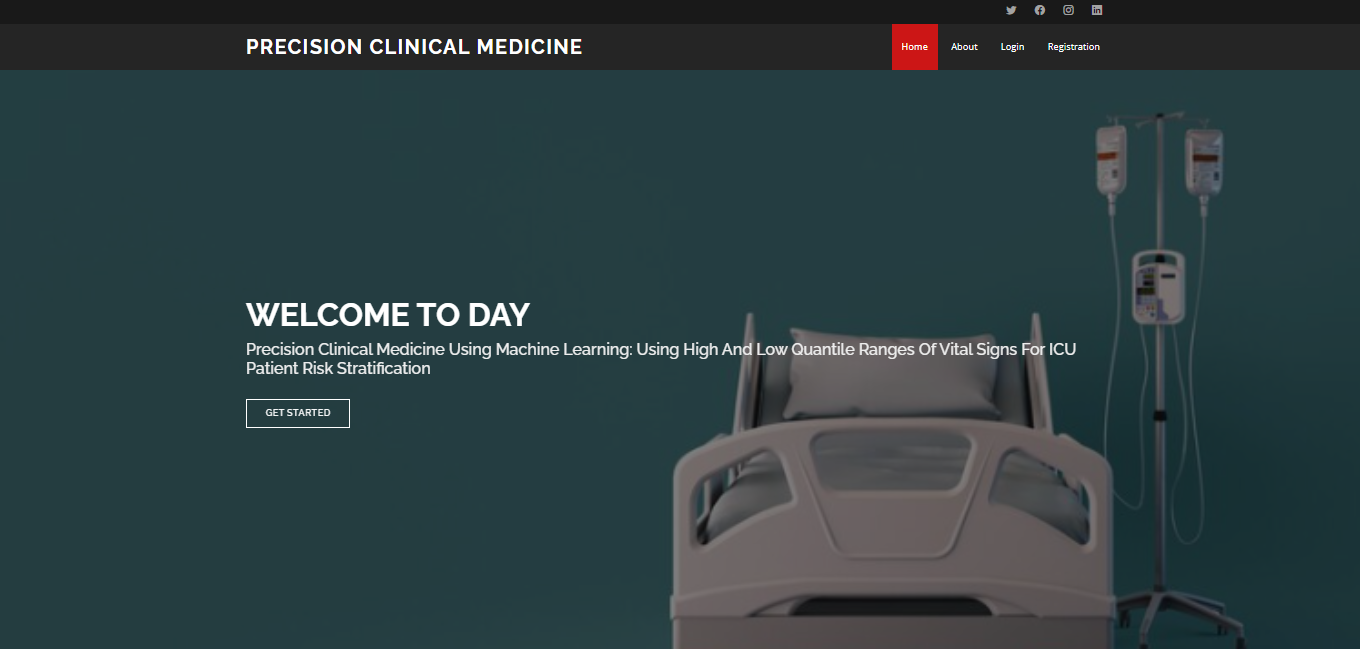 PRECISION CLINICAL MEDICINE
Home About Login Registration
WELCOME TO DAY
Precision Clinical Medicine Using Machine Learning: Using High And Low Quantile Ranges Of Vital Signs For ICU
Patient Risk Stratification
GET STARTED